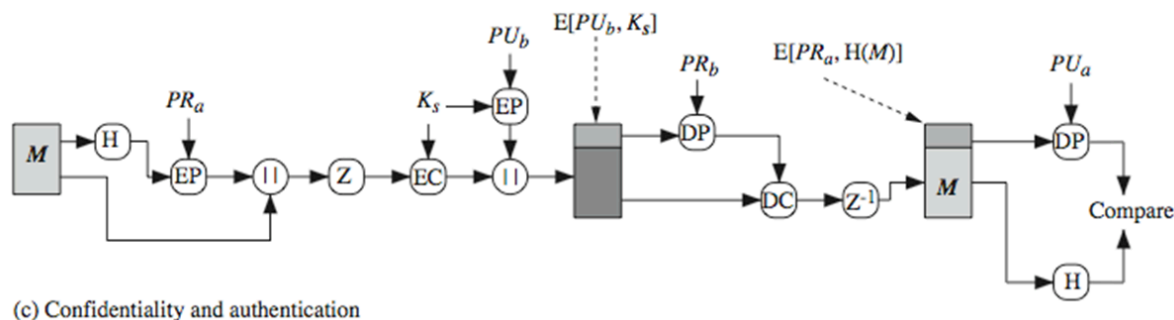 E[PUb, Ks]
PUb
PRb
E[PRa, H(M)]
PUa
PRa
Ks
EP
M
H
EP
||
Z
EC
||
DP
DC
Z-1
M
DP
Compare
H
(c) Confidentiality and authentication